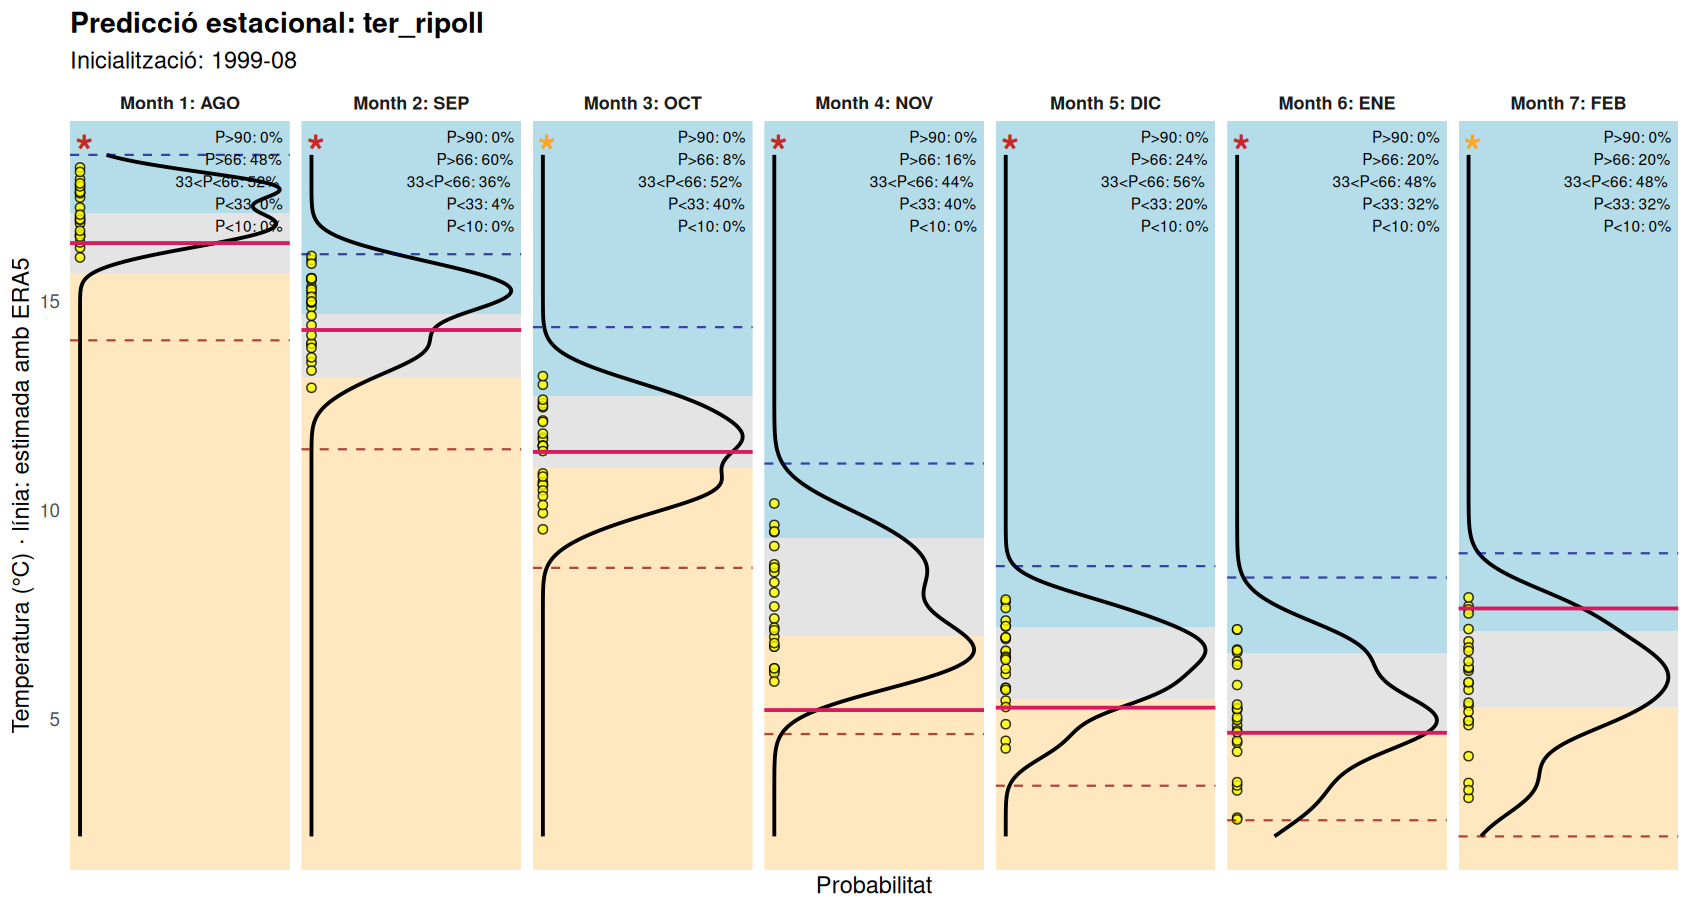 Predicció estacional: ter_ripoll
Inicialització: 1999-08
Month 1: AGO
Month 2: SEP
Month 3: OCT
Month 4: NOV
Month 5: DIC
Month 6: ENE
Month 7: FEB
*
P>90: 0%
P>66: 48%
33<P<66: 52%
P<33: 0%
P<10: 0%
*
P>90: 0%
P>66: 60%
33<P<66: 36%
P<33: 4%
P<10: 0%
*
P>90: 0%
P>66: 8%
33<P<66: 52%
P<33: 40%
P<10: 0%
*
P>90: 0%
P>66: 16%
33<P<66: 44%
P<33: 40%
P<10: 0%
*
P>90: 0%
P>66: 24%
33<P<66: 56%
P<33: 20%
P<10: 0%
*
P>90: 0%
P>66: 20%
33<P<66: 48%
P<33: 32%
P<10: 0%
*
P>90: 0%
P>66: 20%
33<P<66: 48%
P<33: 32%
P<10: 0%
Temperatura (°C) · línia: estimada amb ERA5
15
10
5
Probabilitat